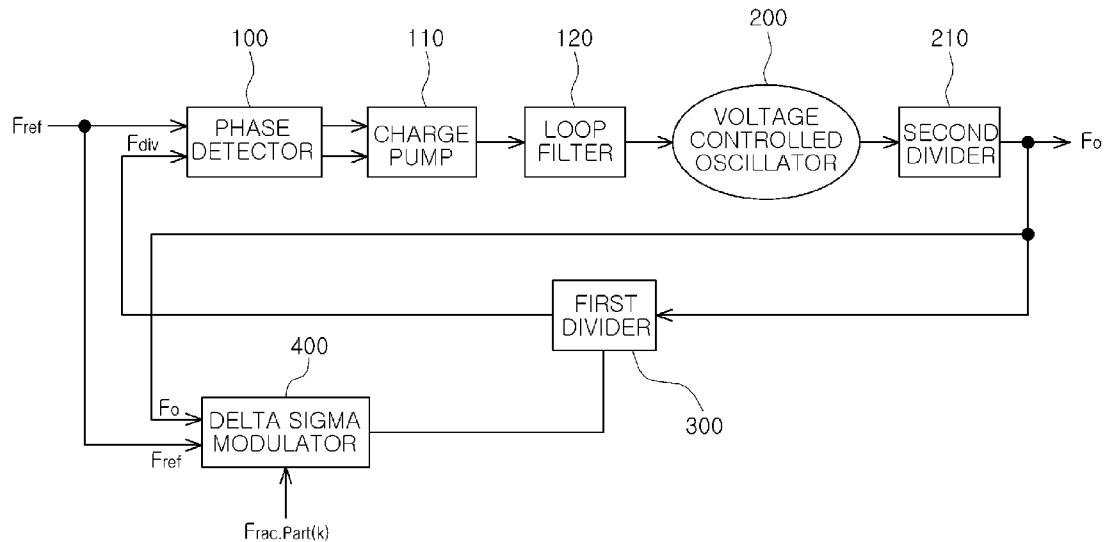 100
110
120
200
210
Fref
Fdiv
PHASE
DETECTOR
CHARGE
PUMP
LOOP
FILTER
VOLTAGE
CONTROLLED
OSCILLATOR
SECOND
DIVIDER
Fo
FIRST
DIVIDER
300
400
Fo
Fref
DELTA SIGMA
MODULATOR
Frac.Part(k)